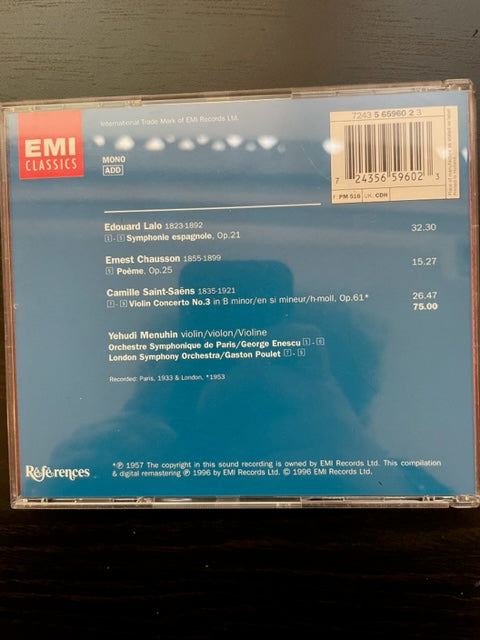 EMI
CLASSICS
International Trade Mark of EMI Records Ltd.
MONO
ADD
7243 5 65960 2 3
7 24356 59602 3
F: PM 516 UK: CDH
Edouard Lalo 1823-1892
1 - 5 Symphonie espagnole, Op.21 32.30
Ernest Chausson 1855-1899
6 Poème, Op.25 15.27
Camille Saint-Saëns 1835-1921
7 - 9 Violin Concerto No.3 in B minor/en si mineur/h-moll, Op.61* 26.47
75.00
Yehudi Menuhin violin/violon/Violine
Orchestre Symphonique de Paris/George Enescu 1 - 6
London Symphony Orchestra/Gaston Poulet 7 - 9
Recorded: Paris, 1933 & London, *1953
Références
*℗ 1957 The copyright in this sound recording is owned by EMI Records Ltd. This compilation
& digital remastering ℗ 1996 by EMI Records Ltd. © 1996 EMI Records Ltd.